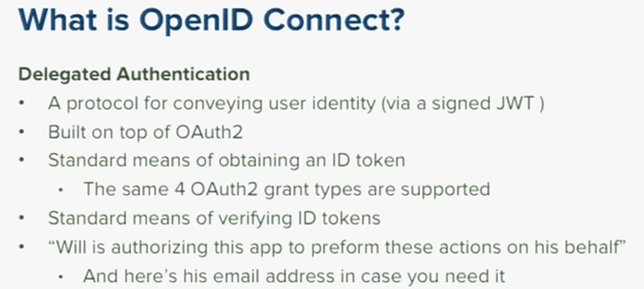 What is OpenID Connect?
Delegated Authentication
• A protocol for conveying user identity (via a signed JWT )
• Built on top of OAuth2
• Standard means of obtaining an ID token
• The same 4 OAuth2 grant types are supported
• Standard means of verifying ID tokens
• “Will is authorizing this app to preform these actions on his behalf”
• And here’s his email address in case you need it